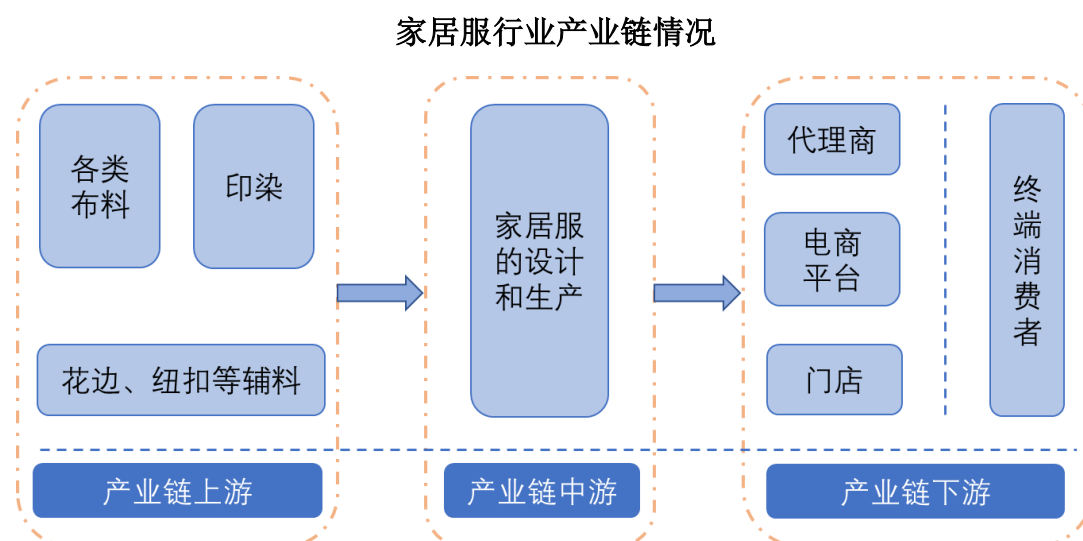 家居服行业产业链情况
各类
布料
印染
花边、纽扣等辅料
家居服
的设计
和生产
代理商
电商
平台
门店
终
端
消
费
者
产业链上游
产业链中游
产业链下游